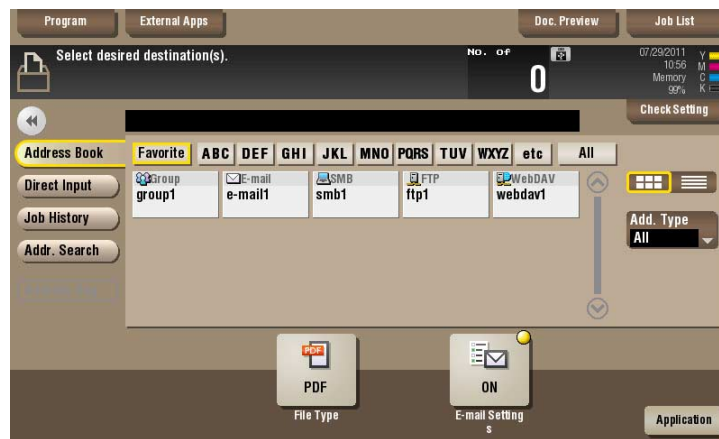 Program
External Apps
Doc. Preview
Job List
Select desired destination(s).
No. of
0
07/29/2011
10:56
Memory
99%
Y
M
C
K
Check Setting
Address Book
Favorite
ABC
DEF
GHI
JKL
MNO
PQRS
TUV
WXYZ
etc
All
Direct Input
Job History
Addr. Search
Group
group1
E-mail
e-mail1
SMB
smb1
FTP
ftp1
WebDAV
webdav1
Add. Type
All
PDF
PDF
File Type
ON
E-mail Setting
s
Application